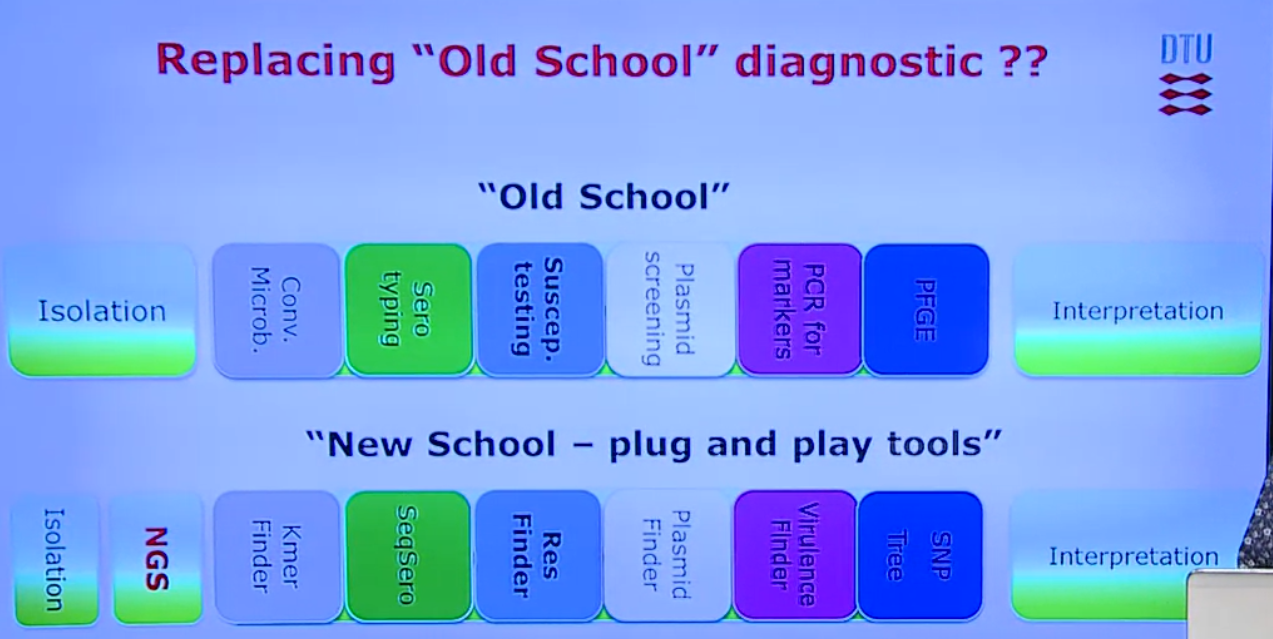 Replacing “Old School” diagnostic ??
DTU
“Old School”
Isolation
Conv.
Microb.
Sero
typing
Suscep.
testing
Plasmid
screening
PCR for
markers
PFGE
Interpretation
“New School – plug and play tools”
Isolation
NGS
Kmer
Finder
SeqSero
Res
Finder
Plasmid
Finder
Virulence
Finder
SNP
Tree
Interpretation